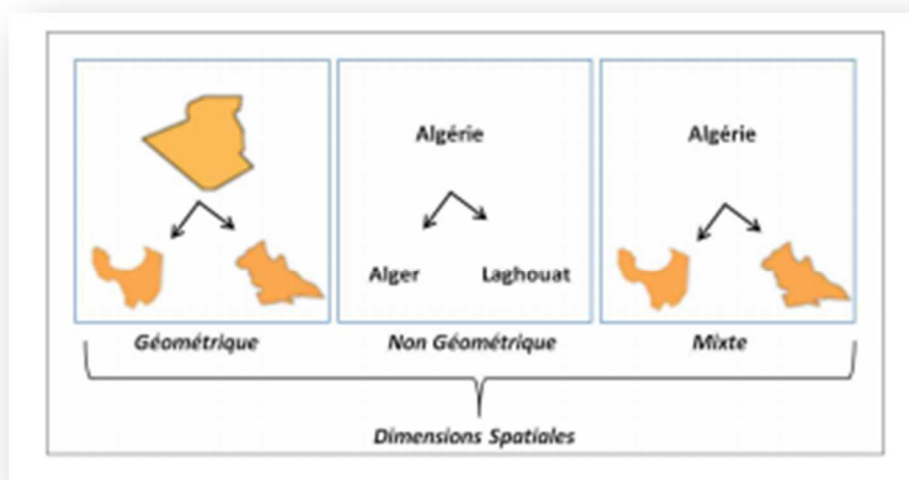 Algérie
Algérie
Alger
Laghouat
Géométrique
Non Géométrique
Mixte
Dimensions Spatiales